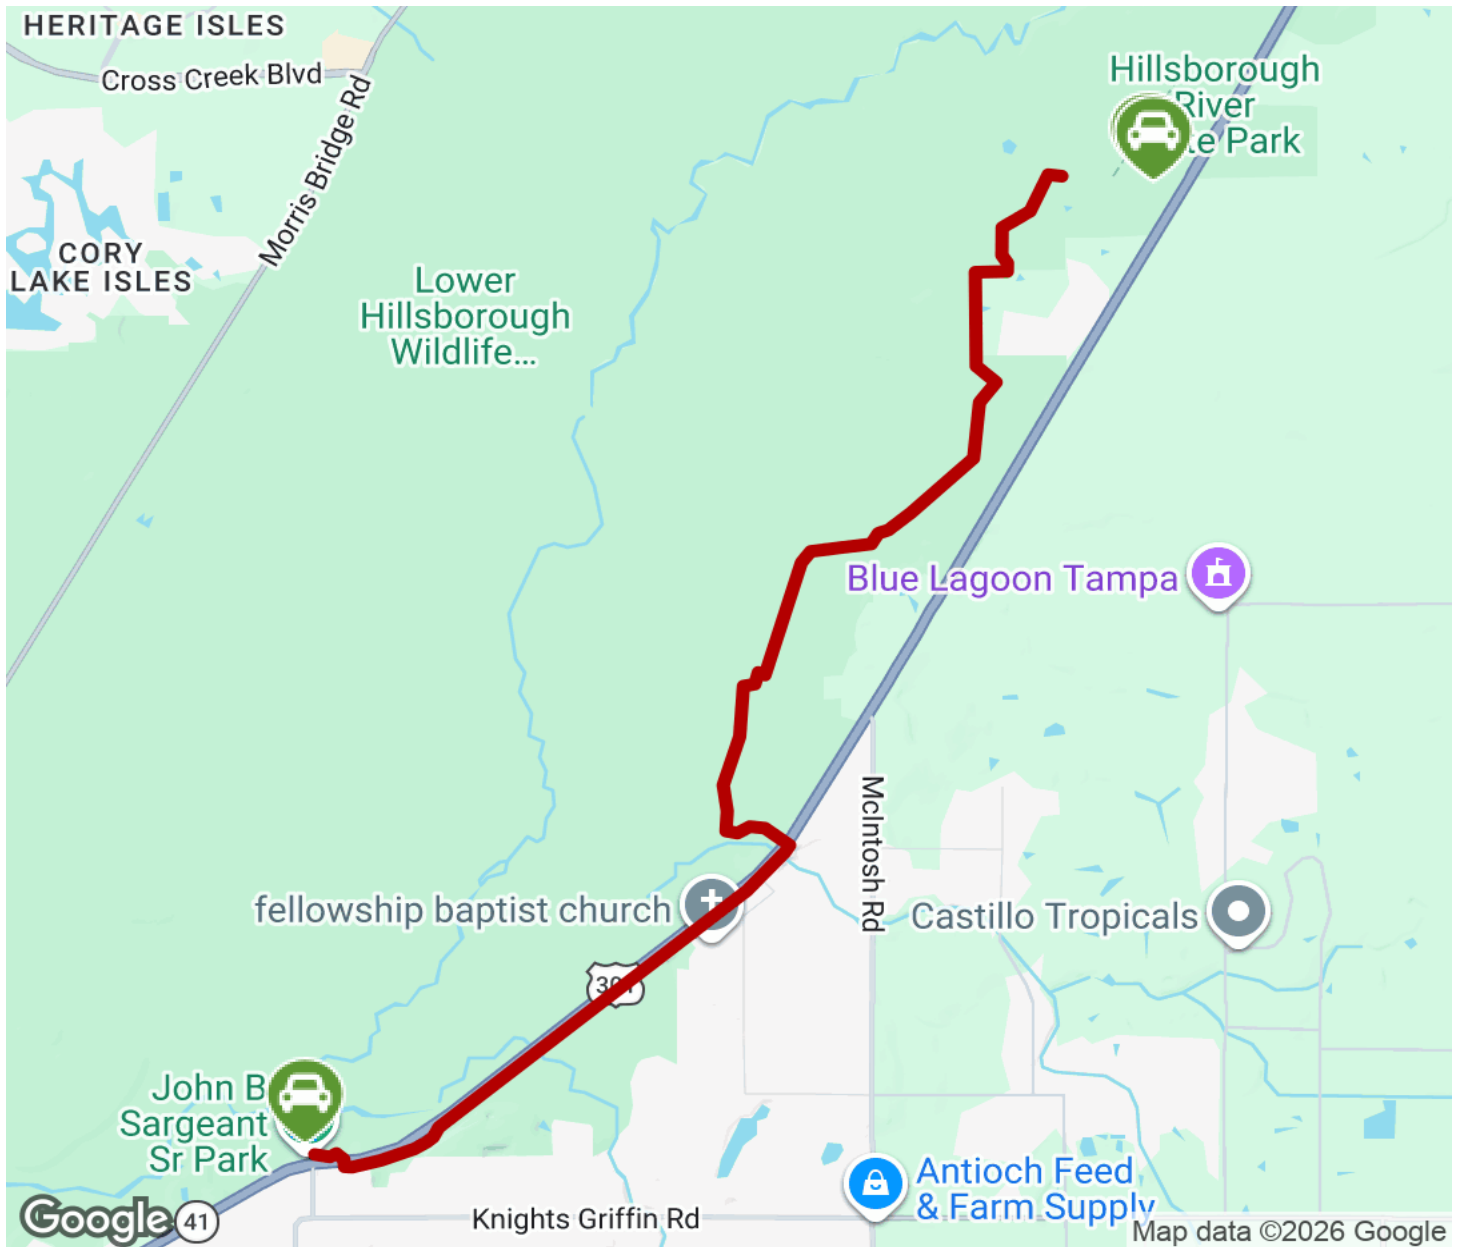 HERITAGE ISLES
Cross Creek Blvd
Morris Bridge Rd
Hillsborough
River
te Park
CORY
LAKE ISLES
Lower
Hillsborough
Wildlife...
Blue Lagoon Tampa
McIntosh Rd
fellowship baptist church
Castillo Tropicals
301
John B
Sargeant
Sr Park
Antioch Feed
& Farm Supply
Knights Griffin Rd
Google
41
Map data ©2026 Google